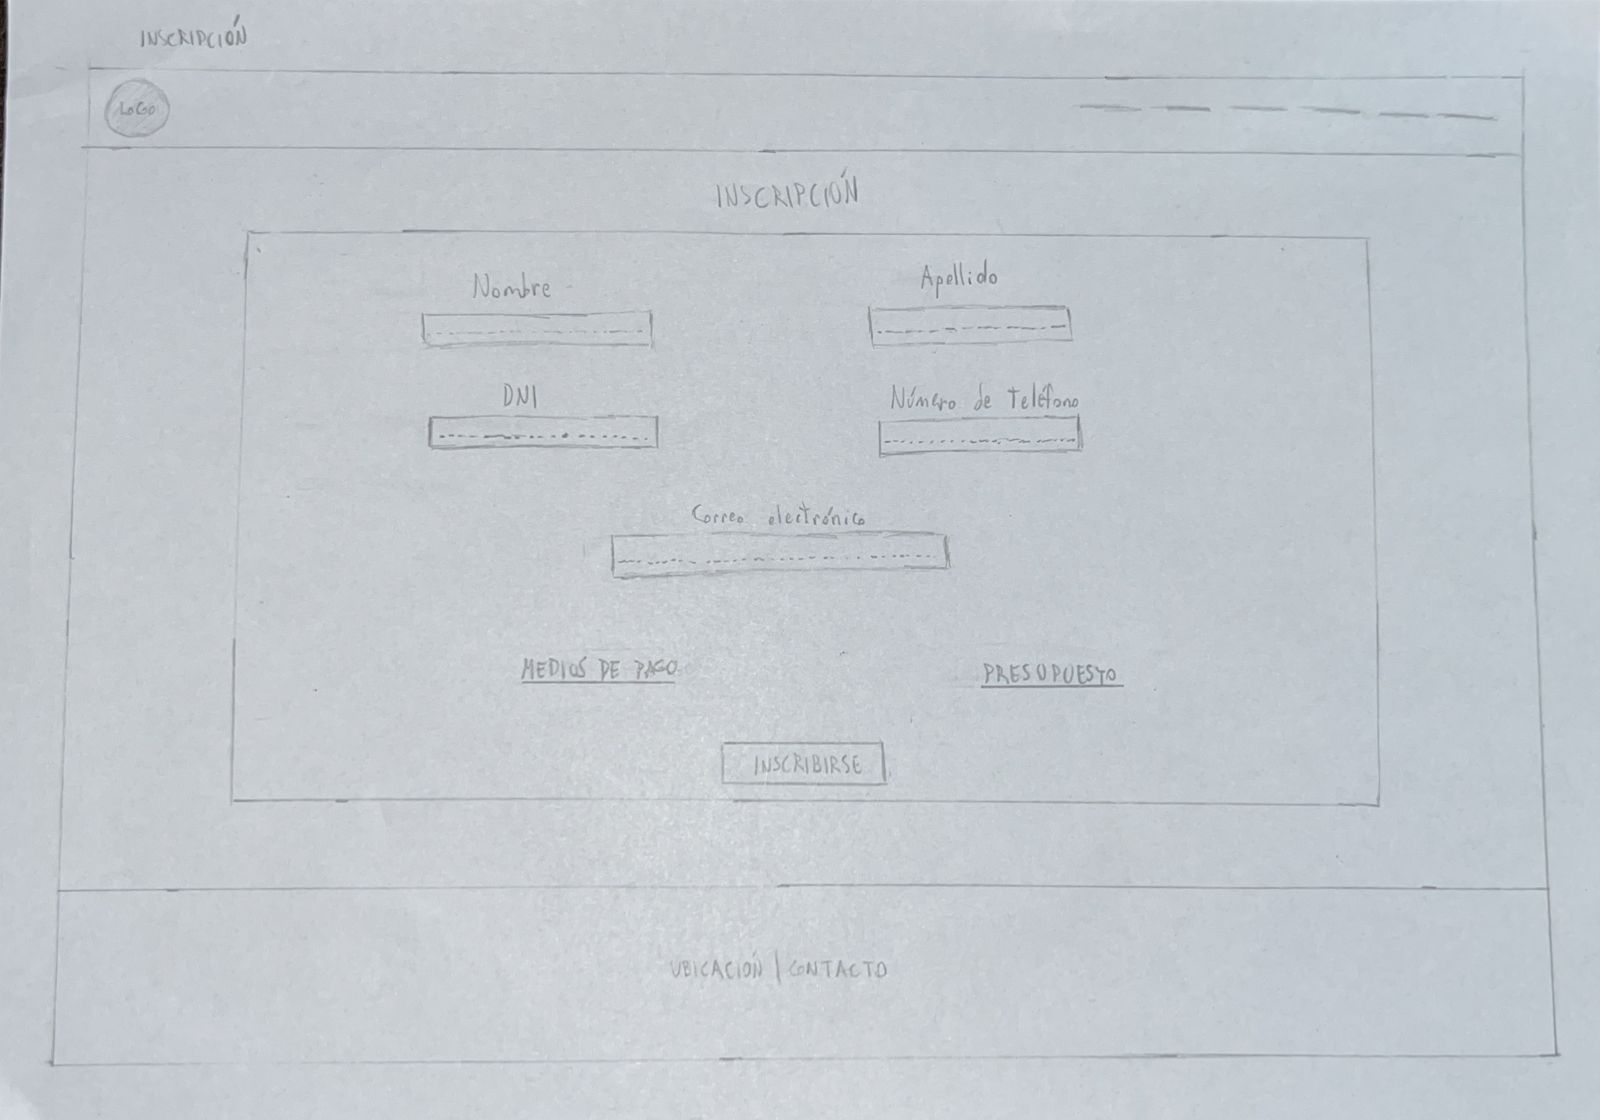 INSCRIPCIÓN
LOGO
INSCRIPCIÓN
Nombre
Apellido
DNI
Número de teléfono
Correo electrónico
MEDIOS DE PAGO
PRESUPUESTO
INSCRIBIRSE
UBICACIÓN | CONTACTO